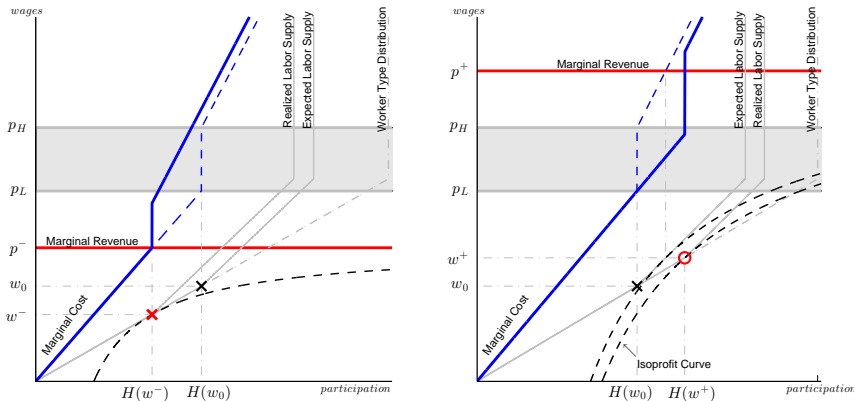 wages
Realized Labor Supply
Expected Labor Supply
Worker Type Distribution
p_H
p_L
Marginal Revenue
p^-
w_0
w^-
Marginal Cost
H(w^-)
H(w_0)
participation
wages
Marginal Revenue
p^+
Expected Labor Supply
Realized Labor Supply
Worker Type Distribution
p_H
p_L
w^+
w_0
Marginal Cost
Isoprofit Curve
H(w_0)
H(w^+)
participation